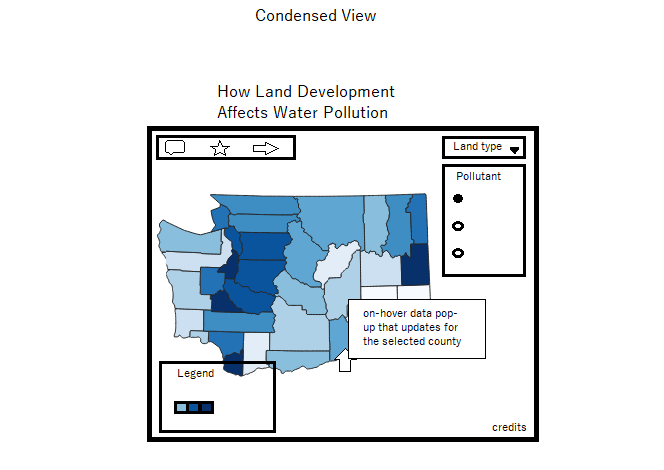 Condensed View
How Land Development
Affects Water Pollution
Land type
Pollutant
on-hover data pop-
up that updates for
the selected county
Legend
credits